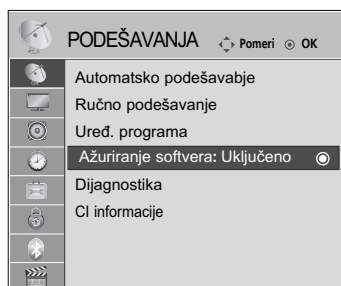 PODEŠAVANJA Pomeri OK
Automatsko podešavabje
Ručno podešavanje
Uređ. programa
Ažuriranje softvera: Uključeno
Dijagnostika
CI informacije